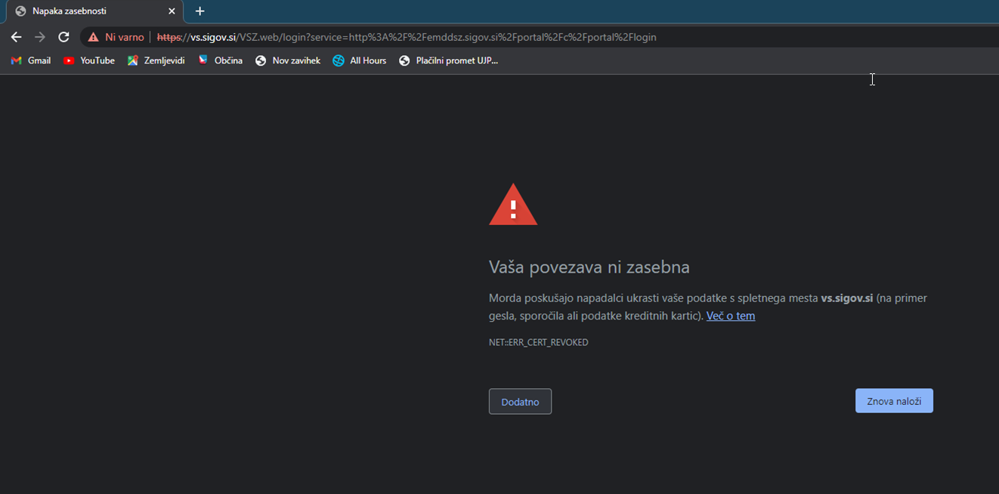 Napaka zasebnosti
Ni varno | https://vs.sigov.si/VSZ.web/login?service=http%3A%2F%2Femddsz.sigov.si%2Fportal%2Fc%2Fportal%2Flogin
Gmail YouTube Zemljevidi Občina Nov zavihek All Hours Plačilni promet UJP...
Vaša povezava ni zasebna
Morda poskušajo napadalci ukrasti vaše podatke s spletnega mesta vs.sigov.si (na primer
gesla, sporočila ali podatke kreditnih kartic). Več o tem
NET::ERR_CERT_REVOKED
Dodatno Znova naloži